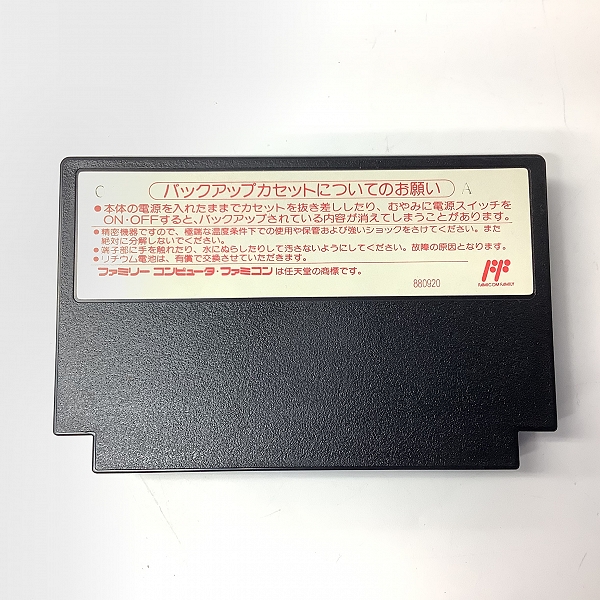 C バックアップカセットについてのお願い A
●本体の電源を入れたままでカセットを抜き差ししたり、むやみに電源スイッチを
ON・OFFすると、バックアップされている内容が消えてしまうことがあります。
●精密機器ですので、極端な温度条件下での使用や保管および強いショックをさけてください。また
絶対に分解しないでください。
●端子部に手を触れたり、水にぬらしたりして汚さないようにしてください。故障の原因となります。
●リチウム電池は、有償で交換させていただきます。
ファミリーコンピュータ・ファミコンは任天堂の商標です。
880920
FAMICOM FAMILY